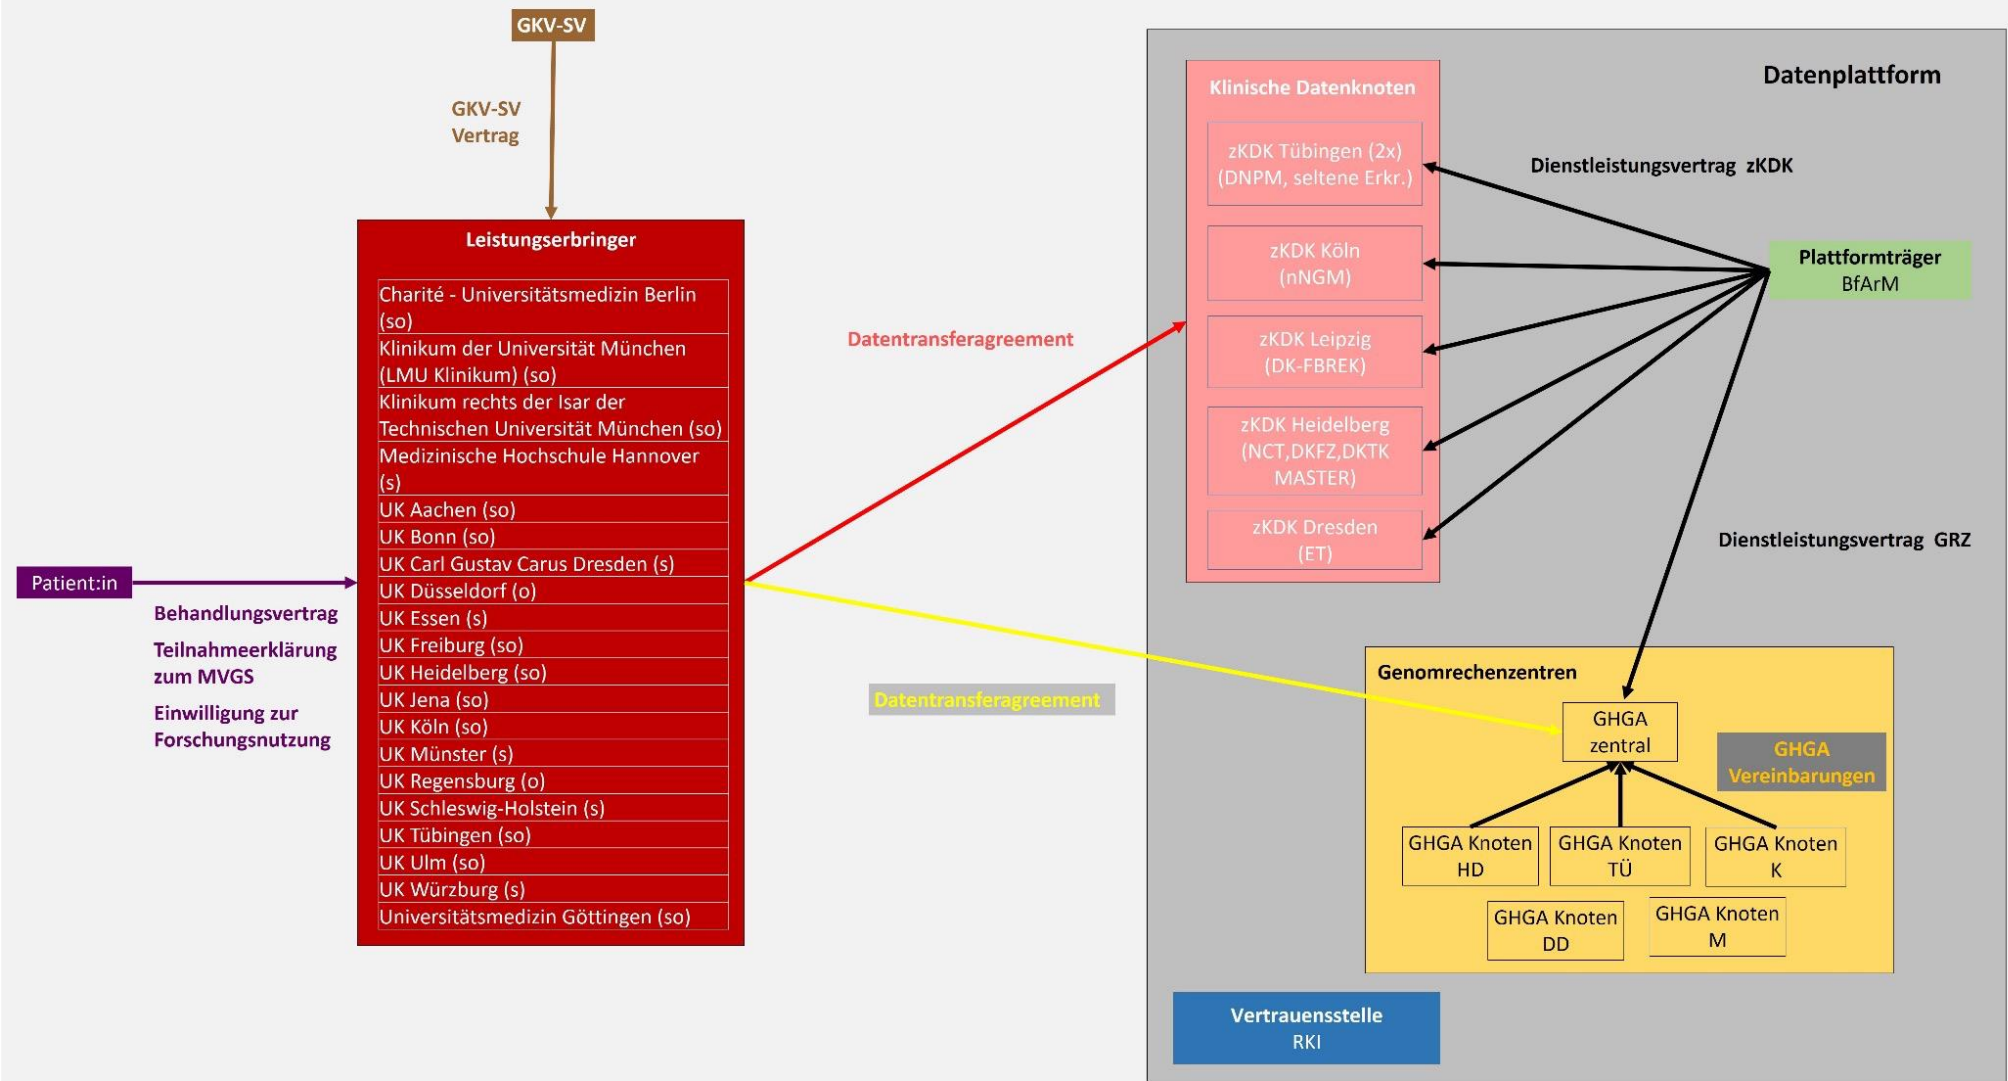 GKV-SV
GKV-SV
Vertrag
Leistungserbringer
Charité - Universitätsmedizin Berlin
(so)
Klinikum der Universität München
(LMU Klinikum) (so)
Klinikum rechts der Isar der
Technischen Universität München (so)
Medizinische Hochschule Hannover
(s)
UK Aachen (so)
UK Bonn (so)
UK Carl Gustav Carus Dresden (s)
UK Düsseldorf (o)
UK Essen (s)
UK Freiburg (so)
UK Heidelberg (so)
UK Jena (so)
UK Köln (so)
UK Münster (s)
UK Regensburg (o)
UK Schleswig-Holstein (s)
UK Tübingen (so)
UK Ulm (so)
UK Würzburg (s)
Universitätsmedizin Göttingen (so)
Patient:in
Behandlungsvertrag
Teilnahmeerklärung
zum MVGS
Einwilligung zur
Forschungsnutzung
Datentransferagreement
Datentransferagreement
Datenplattform
Klinische Datenknoten
zKDK Tübingen (2x)
(DNPM, seltene Erkr.)
zKDK Köln
(nNGM)
zKDK Leipzig
(DK-FBREK)
zKDK Heidelberg
(NCT,DKFZ,DKTK
MASTER)
zKDK Dresden
(ET)
Dienstleistungsvertrag zKDK
Plattformträger
BfArM
Dienstleistungsvertrag GRZ
Genomrechenzentren
GHGA
zentral
GHGA
Vereinbarungen
GHGA Knoten
HD
GHGA Knoten
TÜ
GHGA Knoten
K
GHGA Knoten
DD
GHGA Knoten
M
Vertrauensstelle
RKI